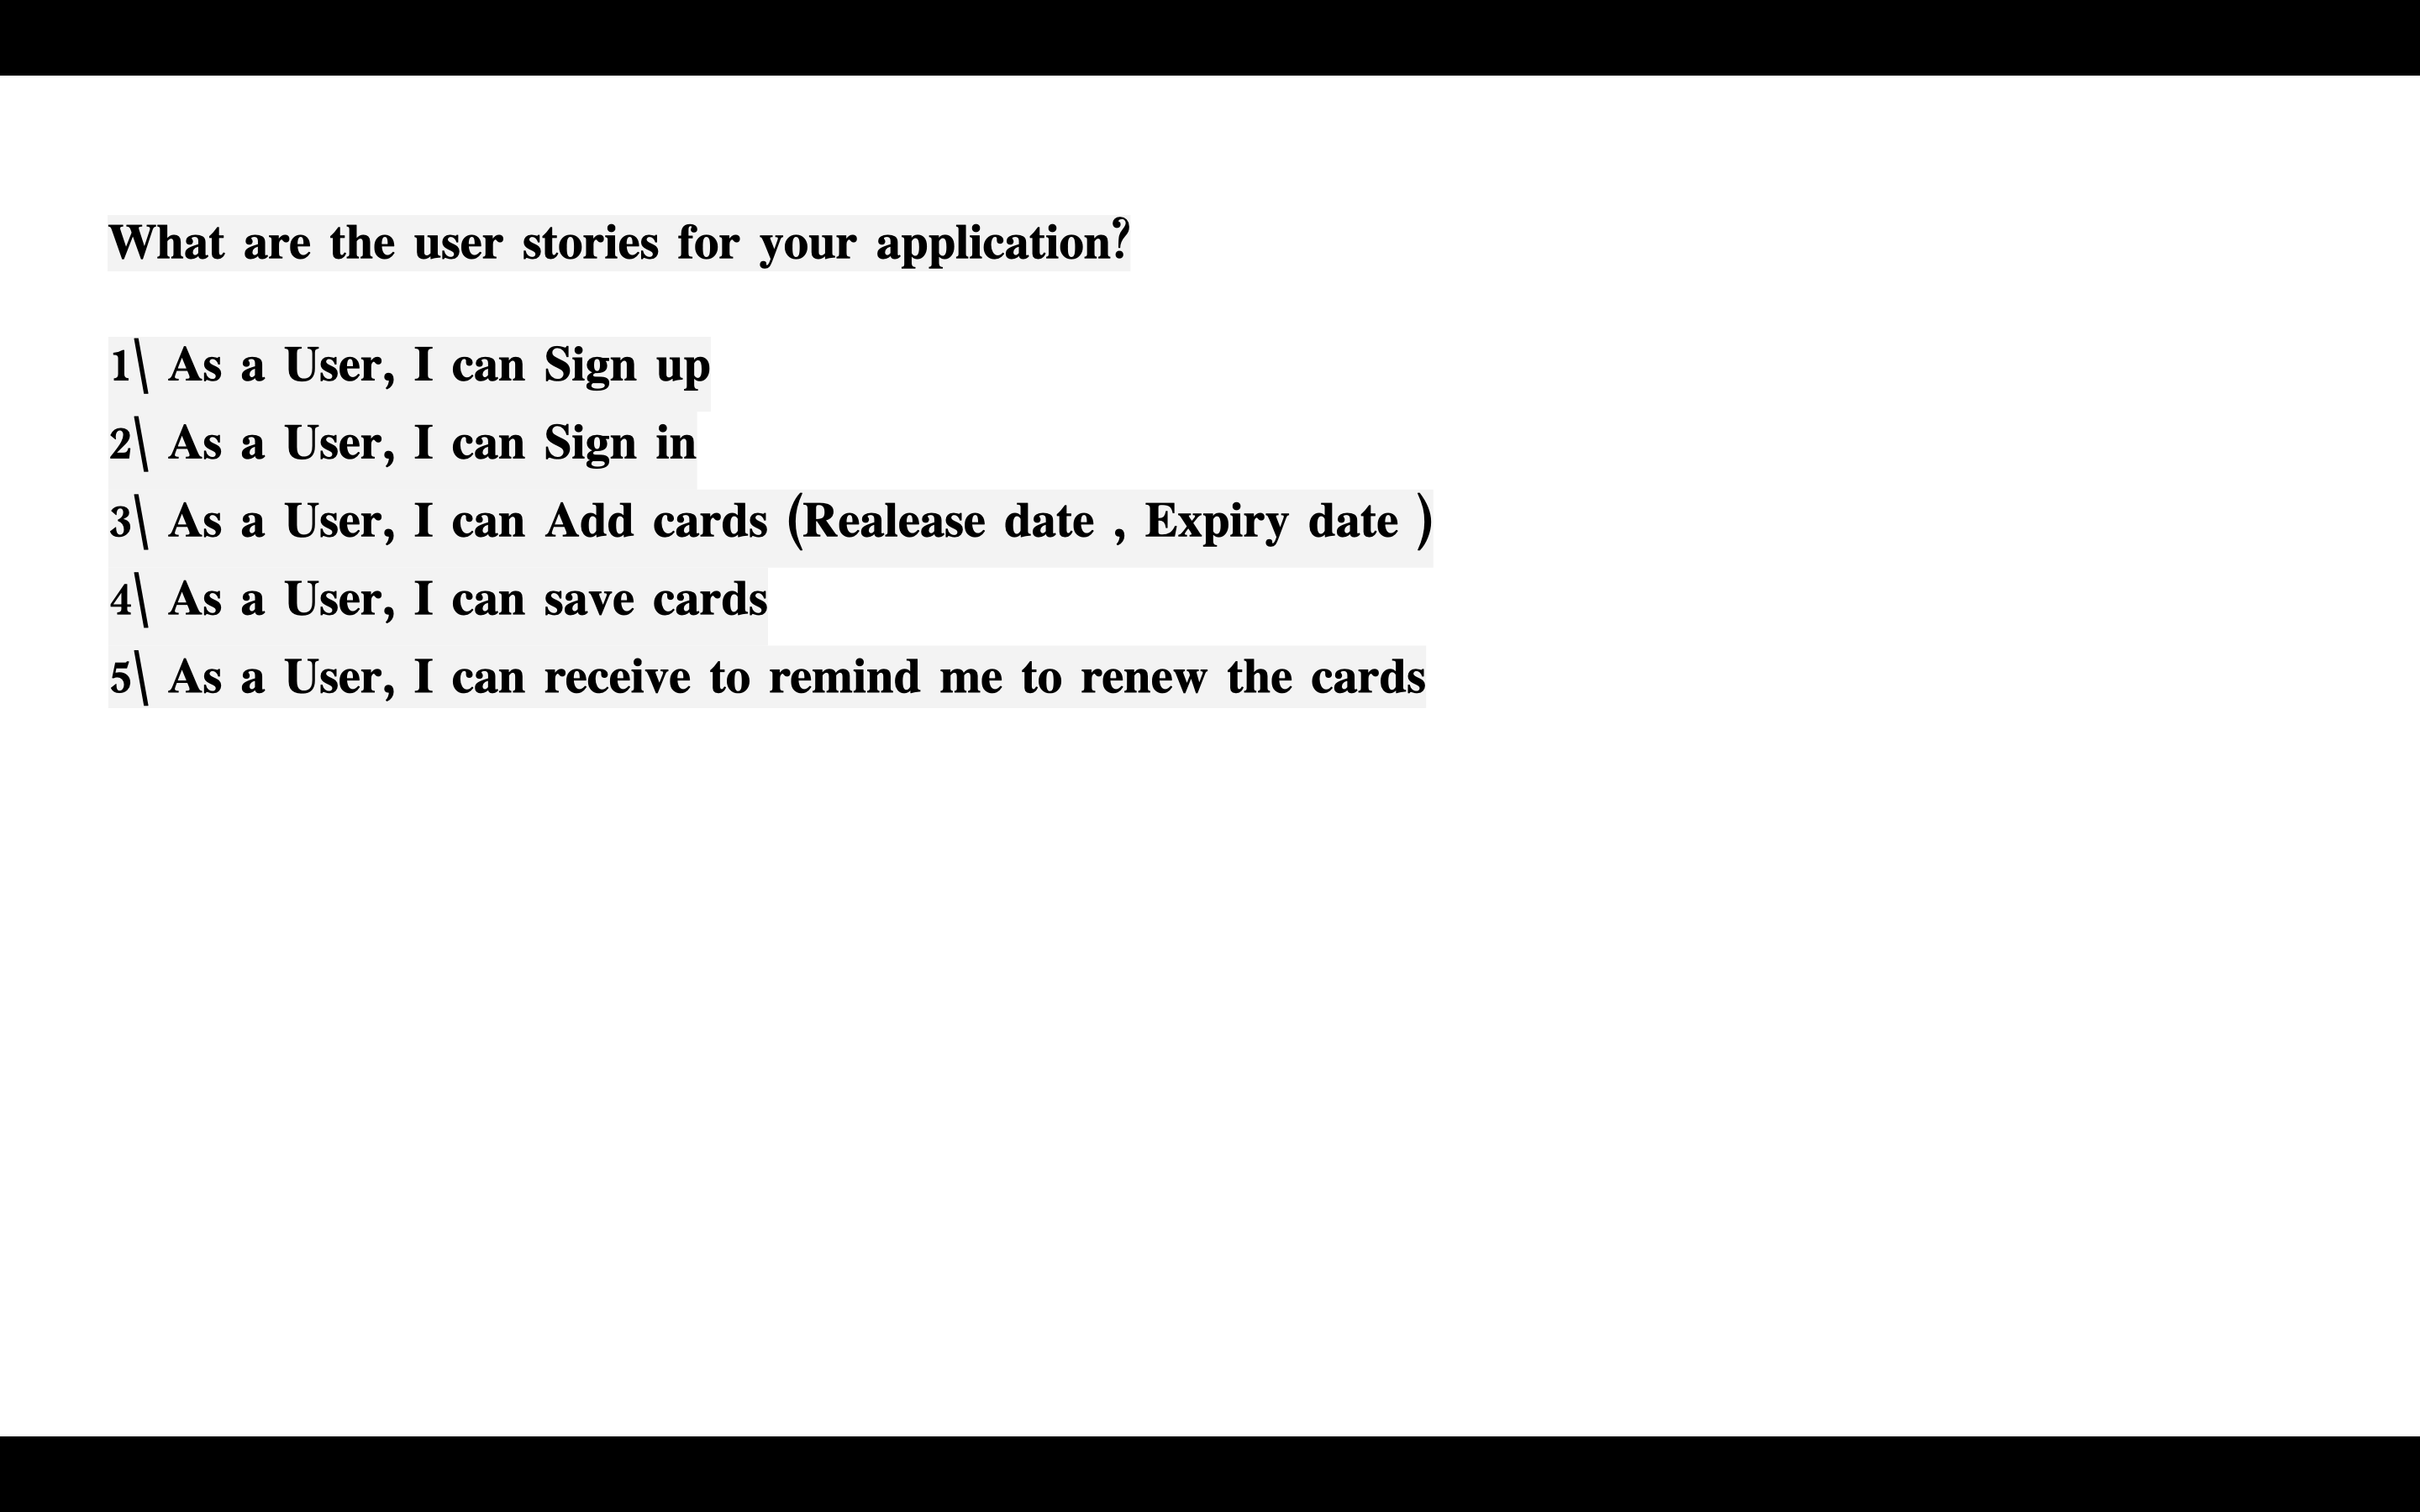 What are the user stories for your application?
1\ As a User, I can Sign up
2\ As a User, I can Sign in
3\ As a User, I can Add cards (Realease date , Expiry date )
4\ As a User, I can save cards
5\ As a User, I can receive to remind me to renew the cards